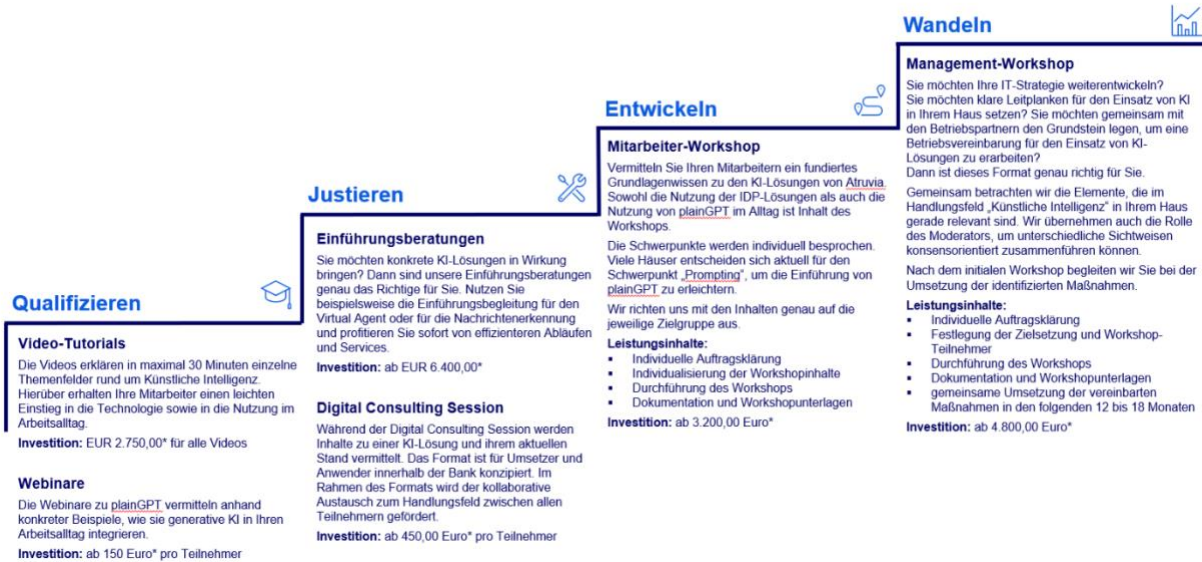 Qualifizieren
Video-Tutorials
Die Videos erklären in maximal 30 Minuten einzelne
Themenfelder rund um Künstliche Intelligenz.
Hierüber erhalten Ihre Mitarbeiter einen leichten
Einstieg in die Technologie sowie in die Nutzung im
Arbeitsalltag.
Investition: EUR 2.750,00* für alle Videos
Webinare
Die Webinare zu plainGPT vermitteln anhand
konkreter Beispiele, wie sie generative KI in Ihren
Arbeitsalltag integrieren.
Investition: ab 150 Euro* pro Teilnehmer
Justieren
Einführungsberatungen
Sie möchten konkrete KI-Lösungen in Wirkung
bringen? Dann sind unsere Einführungsberatungen
genau das Richtige für Sie. Nutzen Sie
beispielsweise die Einführungsbegleitung für den
Virtual Agent oder für die Nachrichtenerkennung
und profitieren Sie sofort von effizienteren Abläufen
und Services.
Investition: ab EUR 6.400,00*
Digital Consulting Session
Während der Digital Consulting Session werden
Inhalte zu einer KI-Lösung und ihrem aktuellen
Stand vermittelt. Das Format ist für Umsetzer und
Anwender innerhalb der Bank konzipiert. Im
Rahmen des Formats wird der kollaborative
Austausch zum Handlungsfeld zwischen allen
Teilnehmern gefördert.
Investition: ab 450,00 Euro* pro Teilnehmer
Entwickeln
Mitarbeiter-Workshop
Vermitteln Sie Ihren Mitarbeitern ein fundiertes
Grundlagenwissen zu den KI-Lösungen von Atruvia.
Sowohl die Nutzung der IDP-Lösungen als auch die
Nutzung von plainGPT im Alltag ist Inhalt des
Workshops.
Die Schwerpunkte werden individuell besprochen.
Viele Häuser entscheiden sich aktuell für den
Schwerpunkt „Prompting“, um die Einführung von
plainGPT zu erleichtern.
Wir richten uns mit den Inhalten genau auf die
jeweilige Zielgruppe aus.
Leistungsinhalte:
▪ Individuelle Auftragsklärung
▪ Individualisierung der Workshopinhalte
▪ Durchführung des Workshops
▪ Dokumentation und Workshopunterlagen
Investition: ab 3.200,00 Euro*
Wandeln
Management-Workshop
Sie möchten Ihre IT-Strategie weiterentwickeln?
Sie möchten klare Leitplanken für den Einsatz von KI
in Ihrem Haus setzen? Sie möchten gemeinsam mit
den Betriebspartnern den Grundstein legen, um eine
Betriebsvereinbarung für den Einsatz von KI-
Lösungen zu erarbeiten?
Dann ist dieses Format genau richtig für Sie.
Gemeinsam betrachten wir die Elemente, die im
Handlungsfeld „Künstliche Intelligenz“ in Ihrem Haus
gerade relevant sind. Wir übernehmen auch die Rolle
des Moderators, um unterschiedliche Sichtweisen
konsensorientiert zusammenführen können.
Nach dem initialen Workshop begleiten wir Sie bei der
Umsetzung der identifizierten Maßnahmen.
Leistungsinhalte:
▪ Individuelle Auftragsklärung
▪ Festlegung der Zielsetzung und Workshop-
Teilnehmer
▪ Durchführung des Workshops
▪ Dokumentation und Workshopunterlagen
▪ gemeinsame Umsetzung der vereinbarten
Maßnahmen in den folgenden 12 bis 18 Monaten
Investition: ab 4.800,00 Euro*